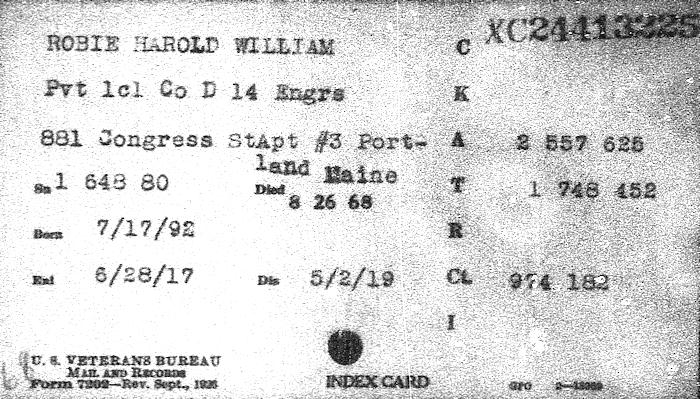 ROBIE HAROLD WILLIAM C XC24413225
Pvt 1cl Co D 14 Engrs K
881 Congress StApt #3 Port- A 2 557 625
land Maine
Sn 1 648 80 Died 8 26 68 T 1 748 452
Born 7/17/92 R
Enl 6/28/17 Dis 5/2/19 CL 974 182
I
U. S. VETERANS BUREAU
MAIL AND RECORDS
Form 7202—Rev. Sept., 1926 INDEX CARD GPO